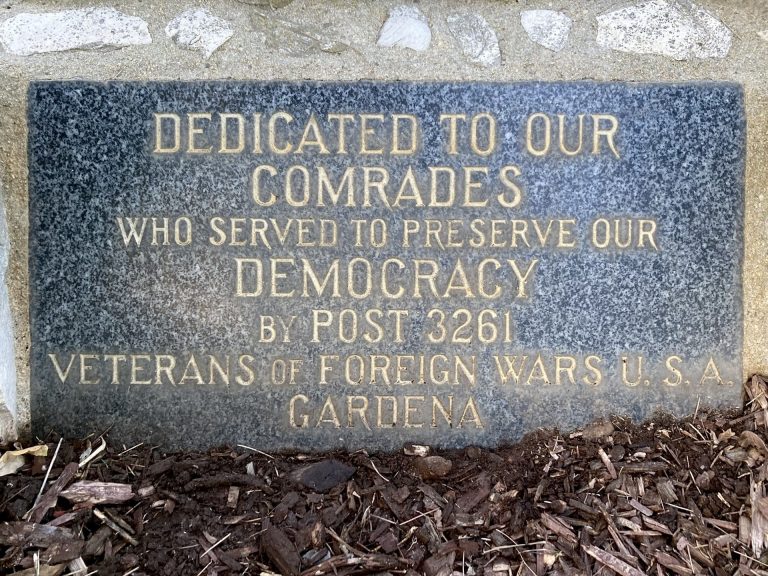 DEDICATED TO OUR
COMRADES
WHO SERVED TO PRESERVE OUR
DEMOCRACY
BY POST 3261
VETERANS OF FOREIGN WARS U. S. A.
GARDENA